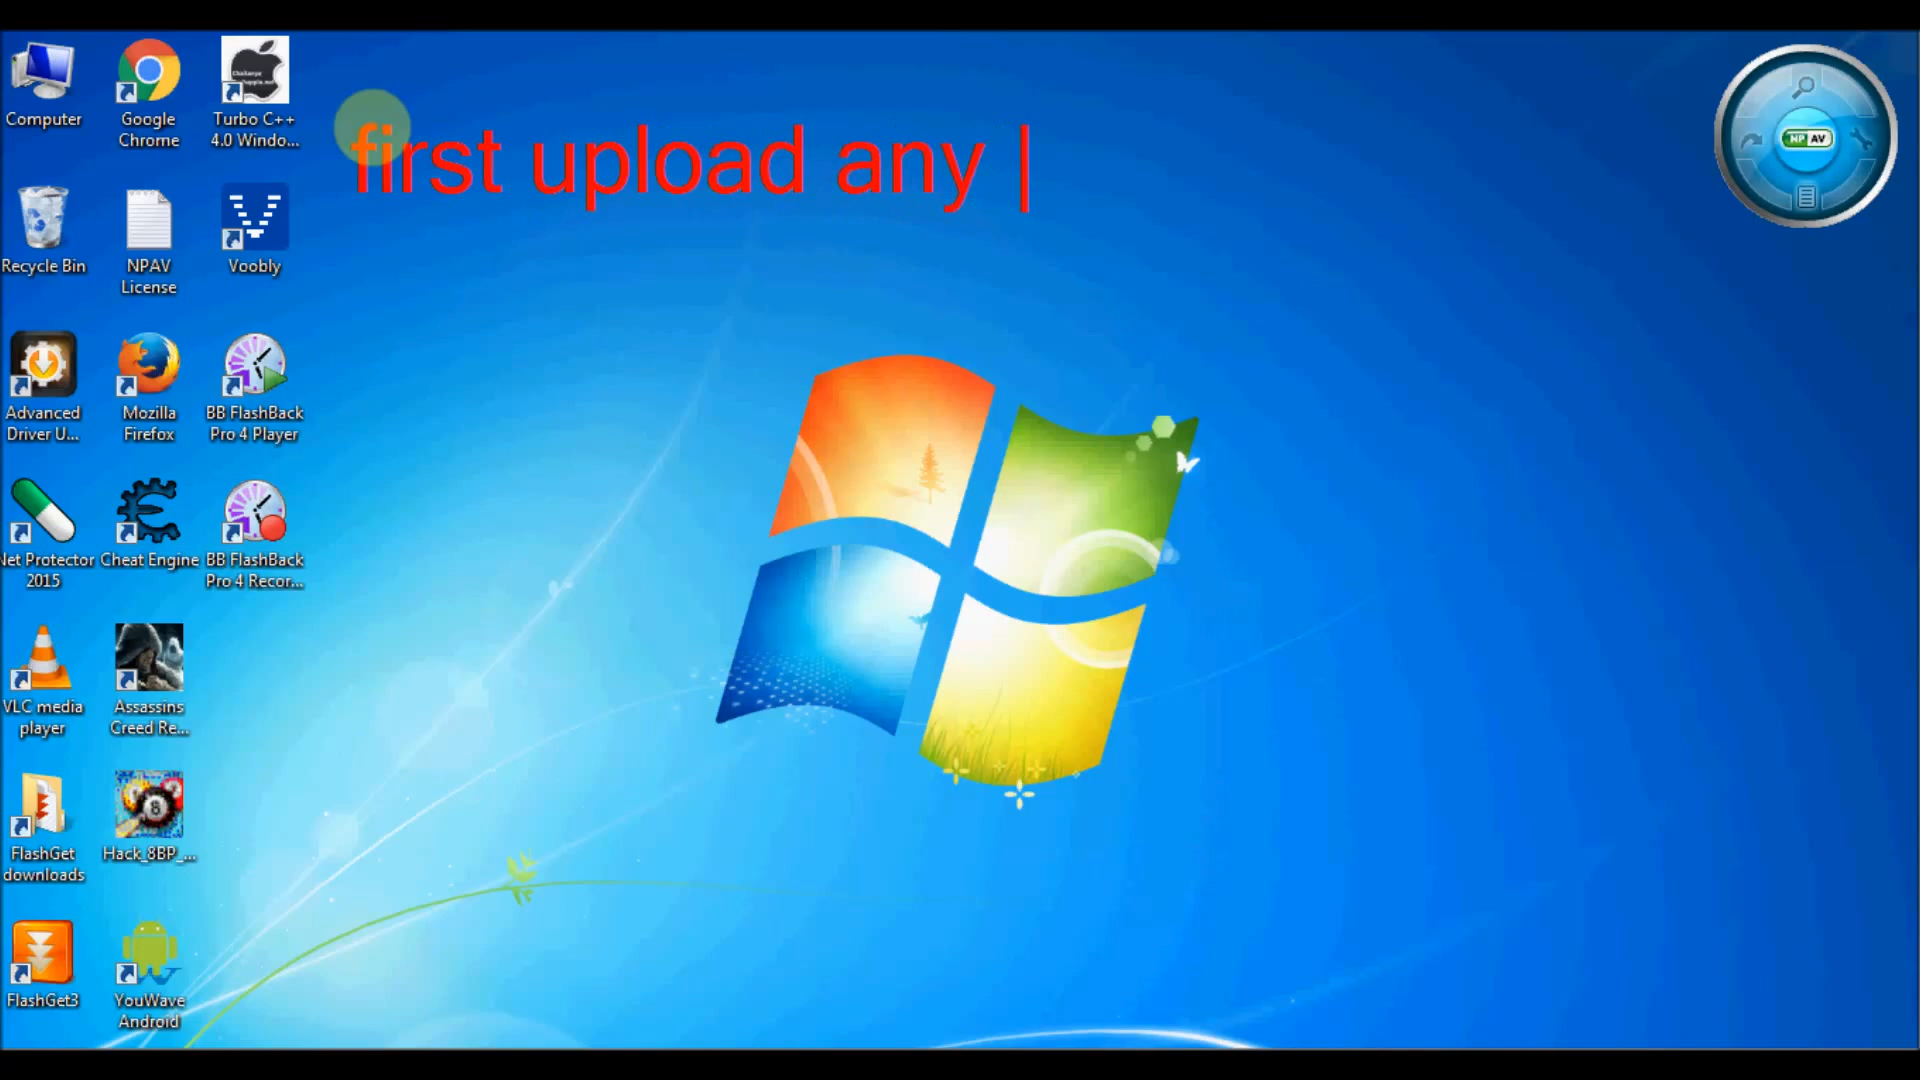 Computer
Google
Chrome
Turbo C++
4.0 Windo...
first upload any |
NP AV
Recycle Bin
NPAV
License
Voobly
Advanced
Driver U...
Mozilla
Firefox
BB FlashBack
Pro 4 Player
Net Protector
2015
Cheat Engine
BB FlashBack
Pro 4 Recor...
VLC media
player
Assassins
Creed Re...
FlashGet
downloads
8
Hack_8BP_...
FlashGet3
YouWave
Android